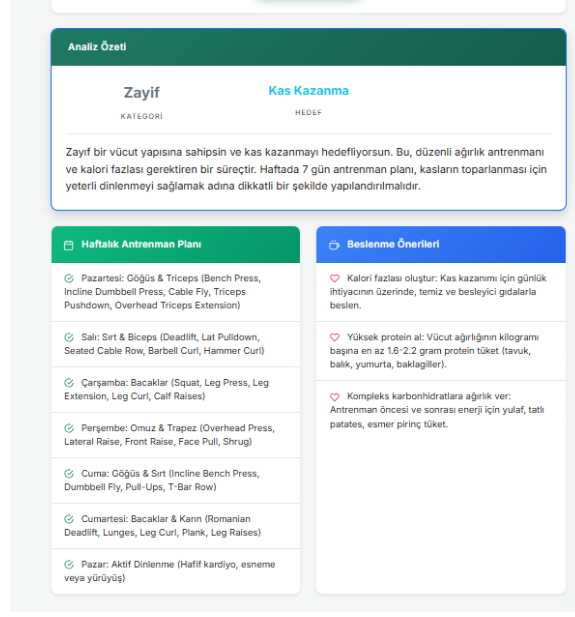 Analiz Özeti
Zayif
KATEGORİ
Kas Kazanma
HEDEF
Zayıf bir vücut yapısına sahipsin ve kas kazanmayı hedefliyorsun. Bu, düzenli ağırlık antrenmanı
ve kalori fazlası gerektiren bir süreçtir. Haftada 7 gün antrenman planı, kasların toparlanması için
yeterli dinlenmeyi sağlamak adına dikkatli bir şekilde yapılandırılmalıdır.
Haftalık Antrenman Planı
Pazartesi: Göğüs & Triceps (Bench Press,
Incline Dumbbell Press, Cable Fly, Triceps
Pushdown, Overhead Triceps Extension)
Salı: Sırt & Biceps (Deadlift, Lat Pulldown,
Seated Cable Row, Barbell Curl, Hammer Curl)
Çarşamba: Bacaklar (Squat, Leg Press, Leg
Extension, Leg Curl, Calf Raises)
Perşembe: Omuz & Trapez (Overhead Press,
Lateral Raise, Front Raise, Face Pull, Shrug)
Cuma: Göğüs & Sırt (Incline Bench Press,
Dumbbell Fly, Pull-Ups, T-Bar Row)
Cumartesi: Bacaklar & Karın (Romanian
Deadlift, Lunges, Leg Curl, Plank, Leg Raises)
Pazar: Aktif Dinlenme (Hafif kardiyo, esneme
veya yürüyüş)
Beslenme Önerileri
Kalori fazlası oluştur: Kas kazanımı için günlük
ihtiyacının üzerinde, temiz ve besleyici gıdalarla
beslen.
Yüksek protein al: Vücut ağırlığının kilogramı
başına en az 1.6-2.2 gram protein tüket (tavuk,
balık, yumurta, baklagiller).
Kompleks karbonhidratlara ağırlık ver:
Antrenman öncesi ve sonrası enerji için yulaf, tatlı
patates, esmer pirinç tüket.